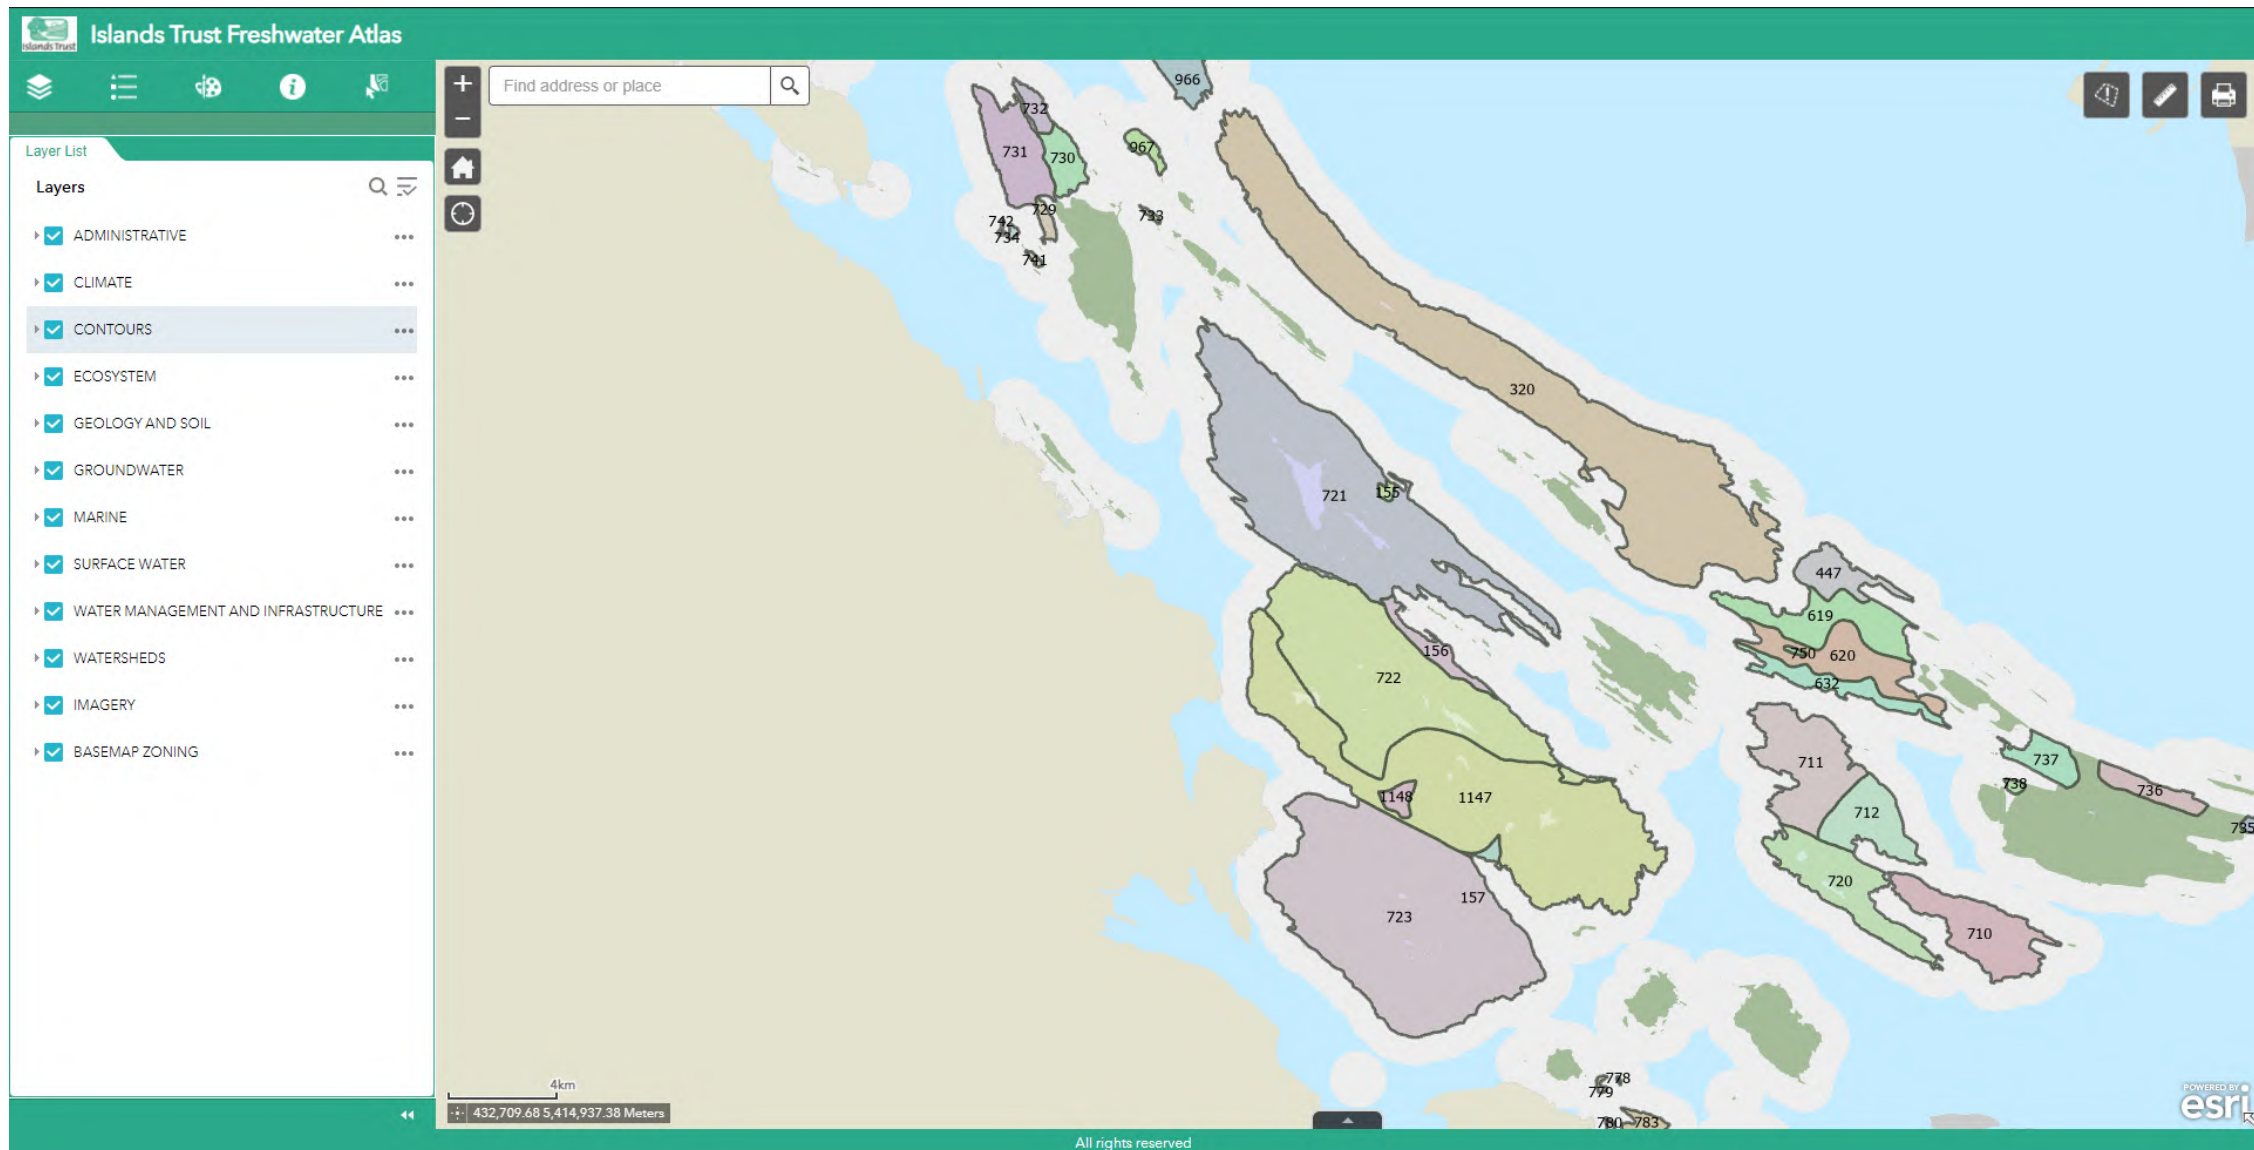 Islands Trust
Islands Trust Freshwater Atlas
Find address or place
Layer List
Layers
ADMINISTRATIVE
CLIMATE
CONTOURS
ECOSYSTEM
GEOLOGY AND SOIL
GROUNDWATER
MARINE
SURFACE WATER
WATER MANAGEMENT AND INFRASTRUCTURE
WATERSHEDS
IMAGERY
BASEMAP ZONING
966
732
731
730
967
729
742
734
733
741
320
721
155
447
619
156
750
620
632
722
711
737
738
736
1148
1147
712
735
720
157
723
710
778
779
780
783
4km
432,709.68 5,414,937.38 Meters
POWERED BY
esri
All rights reserved